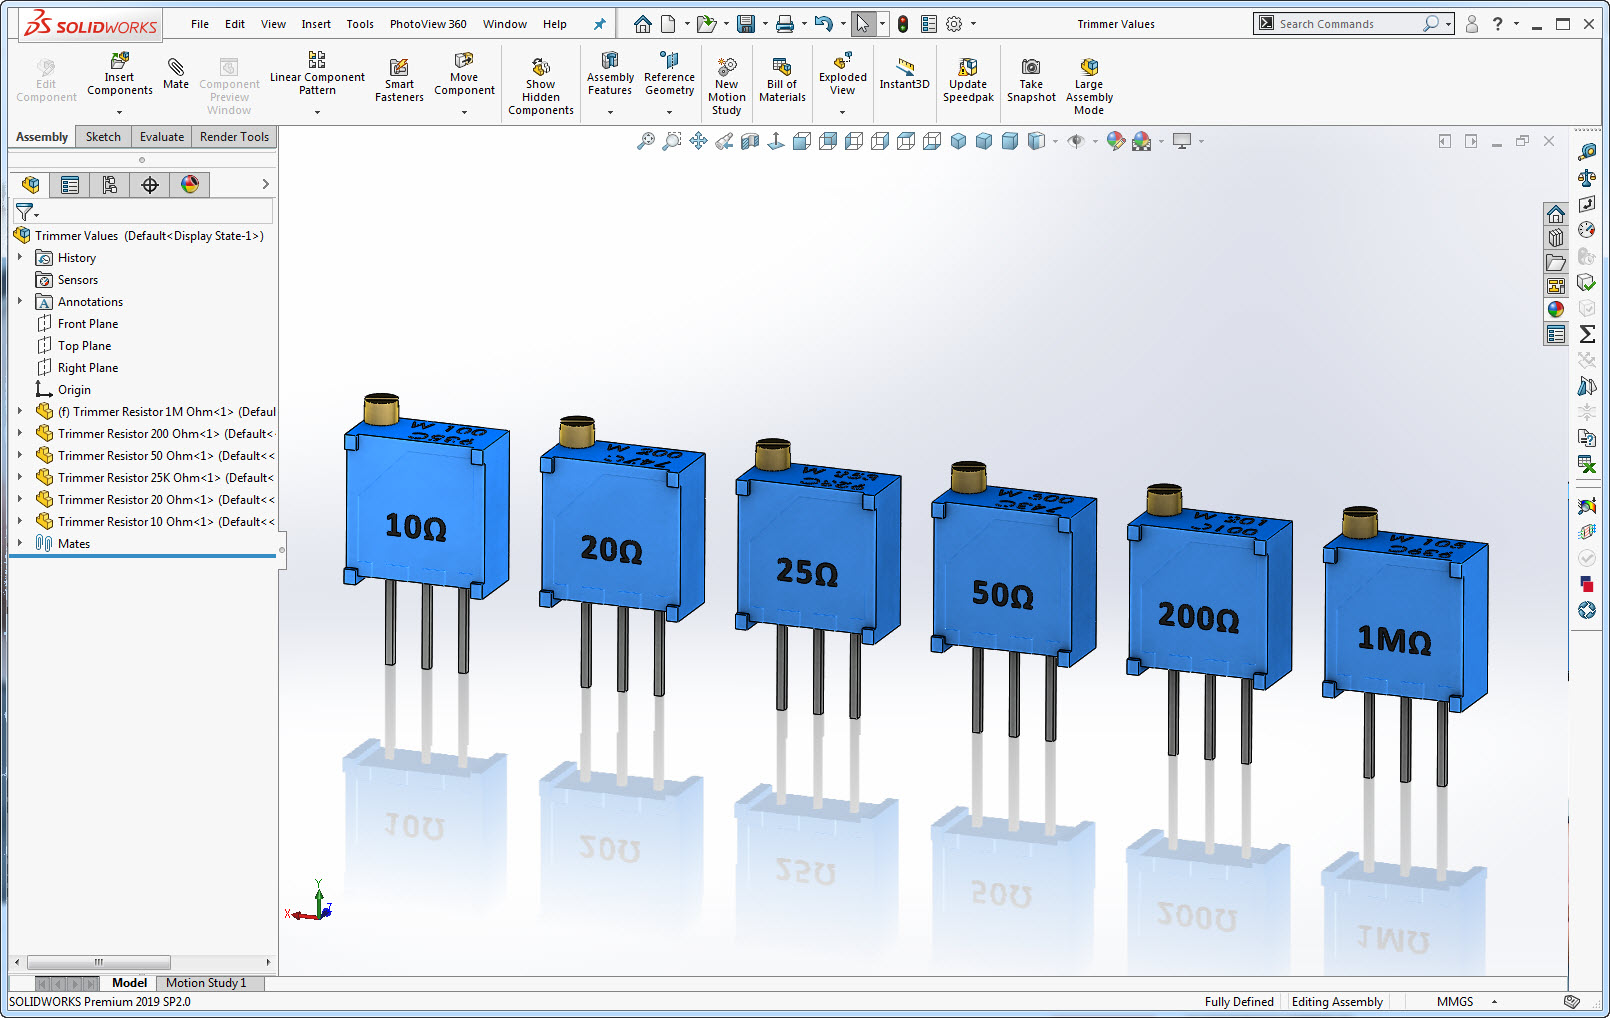 SOLIDWORKS
File Edit View Insert Tools PhotoView 360 Window Help
Trimmer Values
Search Commands
Edit Component
Insert Components
Mate
Component Preview Window
Linear Component Pattern
Smart Fasteners
Move Component
Show Hidden Components
Assembly Features
Reference Geometry
New Motion Study
Bill of Materials
Exploded View
Instant3D
Update Speedpak
Take Snapshot
Large Assembly Mode
Assembly Sketch Evaluate Render Tools
Trimmer Values (Default<Display State-1>)
History
Sensors
Annotations
Front Plane
Top Plane
Right Plane
Origin
(f) Trimmer Resistor 1M Ohm<1> (Defaul
Trimmer Resistor 200 Ohm<1> (Default<
Trimmer Resistor 50 Ohm<1> (Default<<
Trimmer Resistor 25K Ohm<1> (Default<
Trimmer Resistor 20 Ohm<1> (Default<<
Trimmer Resistor 10 Ohm<1> (Default<<
Mates
W 100
W 200
W 500
W 105
10Ω
20Ω
25Ω
50Ω
200Ω
1MΩ
Y
X
Z
Model Motion Study 1
SOLIDWORKS Premium 2019 SP2.0
Fully Defined Editing Assembly MMGS